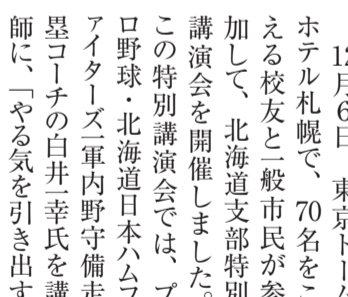 12月6日 東京ドーム
ホテル札幌で、70名をこ
える校友と一般市民が参
加して、北海道支部特別
講演会を開催しました。
この特別講演会では、プ
ロ野球・北海道日本ハムフ
ァイターズ一軍内野守備走
塁コーチの白井一幸氏を講
師に、「やる気を引き出す